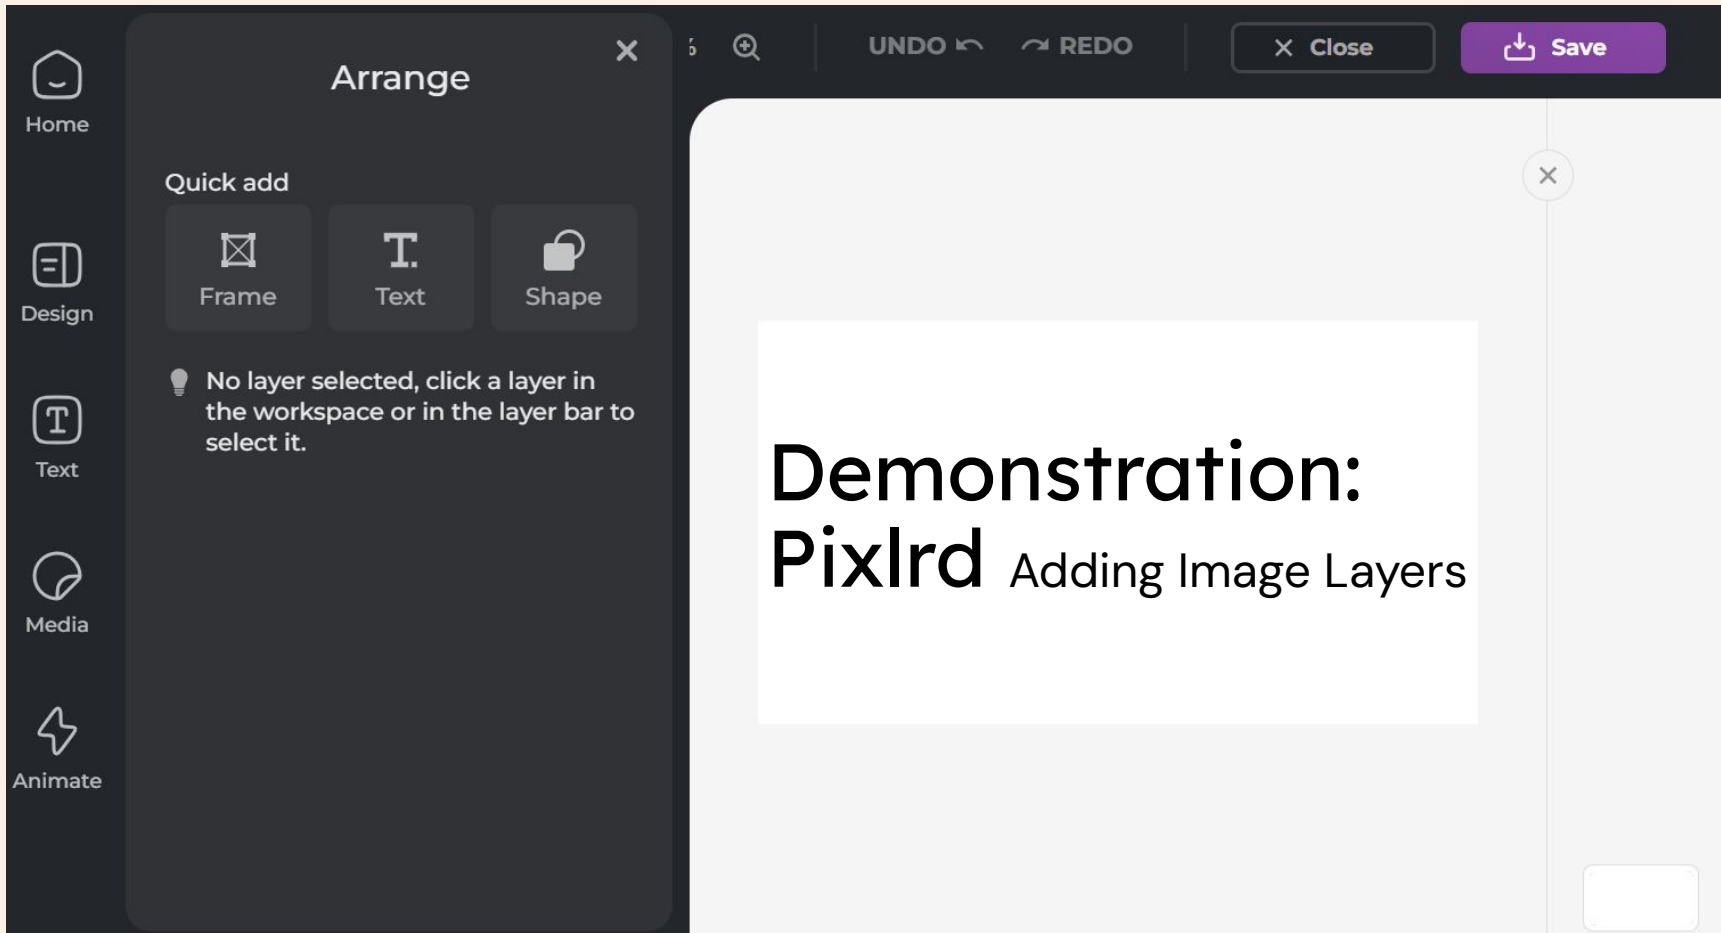 Home
Design
Text
Media
Animate
Arrange
Quick add
Frame
Text
Shape
No layer selected, click a layer in
the workspace or in the layer bar to
select it.
UNDO
REDO
Close
Save
Demonstration:
Pixlrd Adding Image Layers